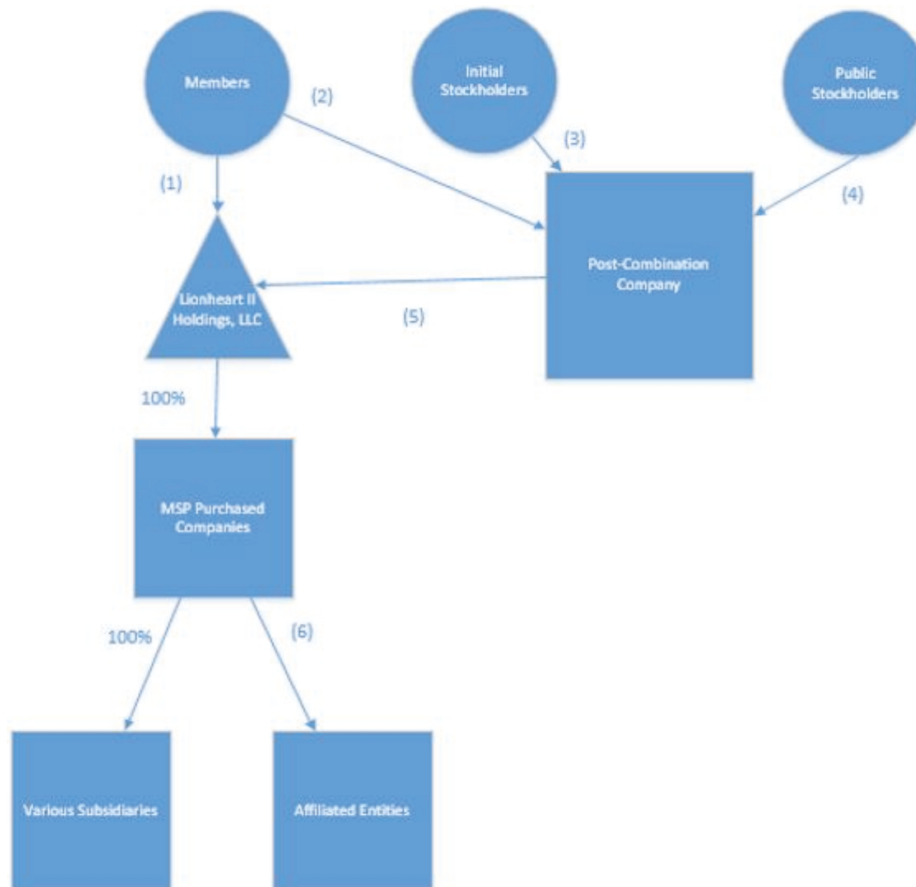 Members
Initial
Stockholders
Public
Stockholders
(2)
(3)
(1)
(4)
Post-Combination
Company
Lionheart II
Holdings, LLC
(5)
100%
MSP Purchased
Companies
100%
(6)
Various Subsidiaries
Affiliated Entities